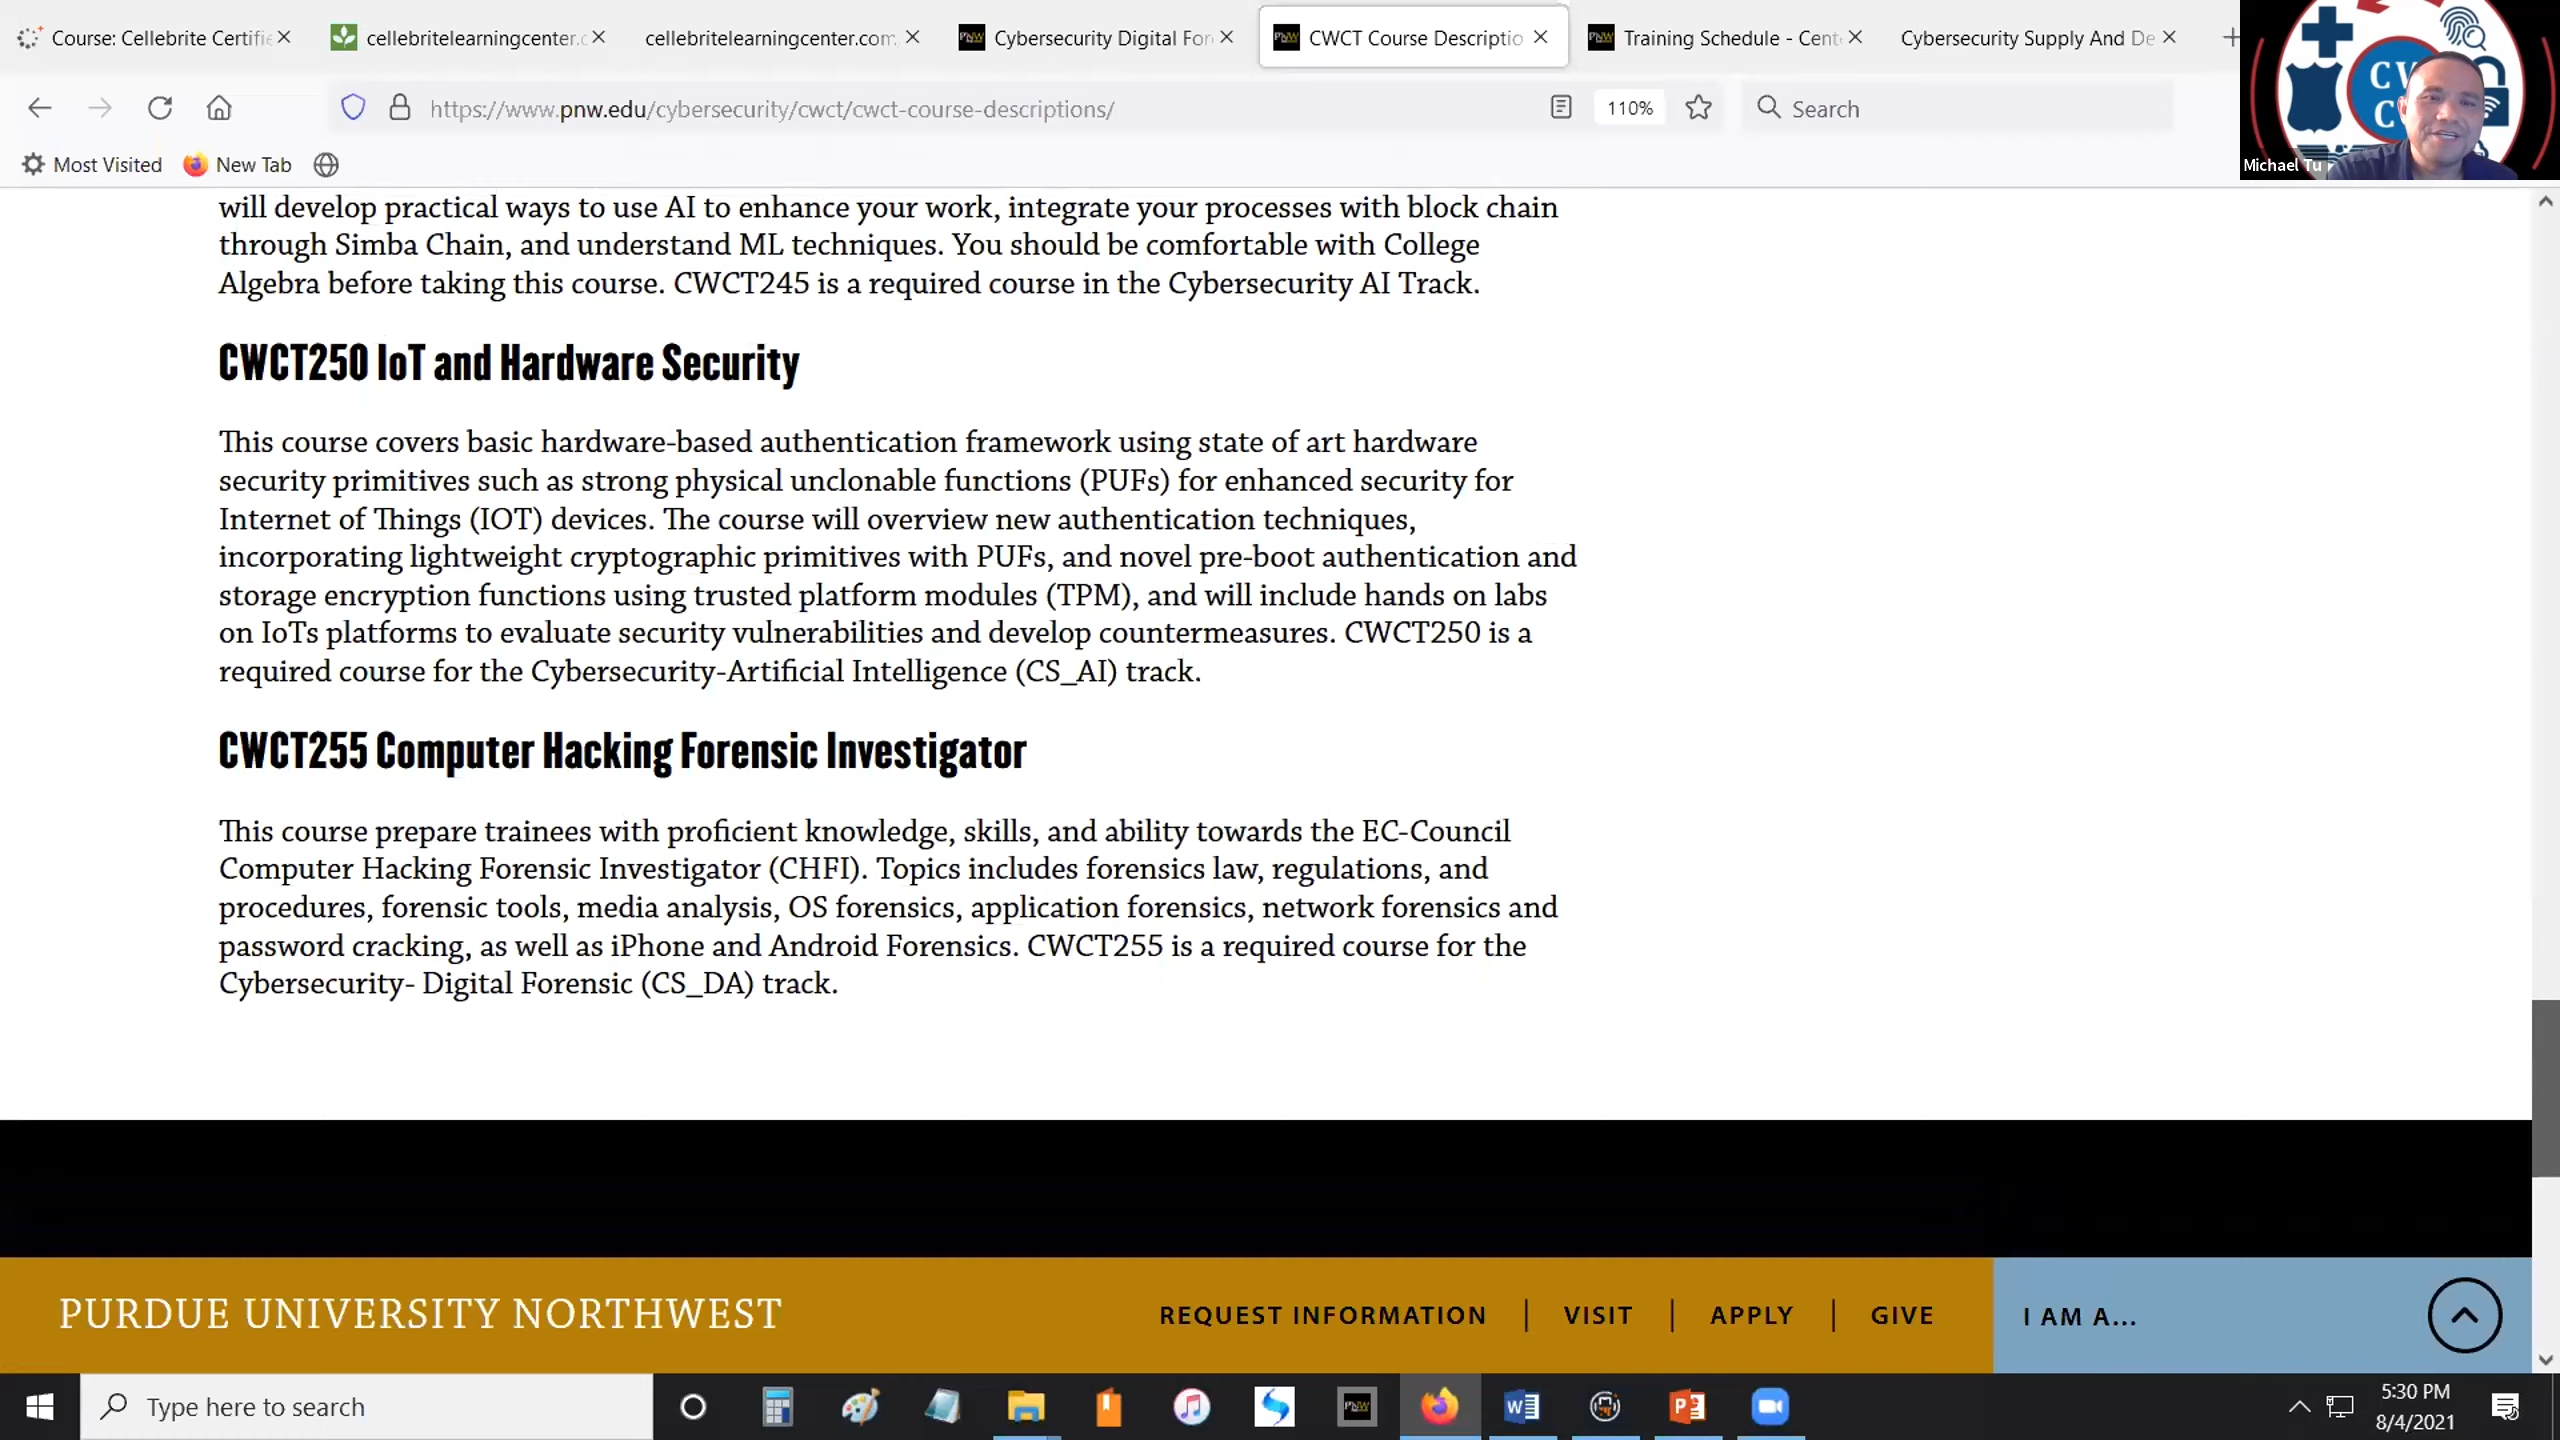 Course: Cellebrite Certifie
cellebritelearningcenter.c
cellebritelearningcenter.com
Cybersecurity Digital For
CWCT Course Descriptio
Training Schedule - Cent
Cybersecurity Supply And De
https://www.pnw.edu/cybersecurity/cwct/cwct-course-descriptions/
110%
Search
Most Visited
New Tab
Michael Tu
will develop practical ways to use AI to enhance your work, integrate your processes with block chain
through Simba Chain, and understand ML techniques. You should be comfortable with College
Algebra before taking this course. CWCT245 is a required course in the Cybersecurity AI Track.
CWCT250 IoT and Hardware Security
This course covers basic hardware-based authentication framework using state of art hardware
security primitives such as strong physical unclonable functions (PUFs) for enhanced security for
Internet of Things (IOT) devices. The course will overview new authentication techniques,
incorporating lightweight cryptographic primitives with PUFs, and novel pre-boot authentication and
storage encryption functions using trusted platform modules (TPM), and will include hands on labs
on IoTs platforms to evaluate security vulnerabilities and develop countermeasures. CWCT250 is a
required course for the Cybersecurity-Artificial Intelligence (CS_AI) track.
CWCT255 Computer Hacking Forensic Investigator
This course prepare trainees with proficient knowledge, skills, and ability towards the EC-Council
Computer Hacking Forensic Investigator (CHFI). Topics includes forensics law, regulations, and
procedures, forensic tools, media analysis, OS forensics, application forensics, network forensics and
password cracking, as well as iPhone and Android Forensics. CWCT255 is a required course for the
Cybersecurity- Digital Forensic (CS_DA) track.
PURDUE UNIVERSITY NORTHWEST
REQUEST INFORMATION | VISIT | APPLY | GIVE
I AM A...
Type here to search
5:30 PM
8/4/2021